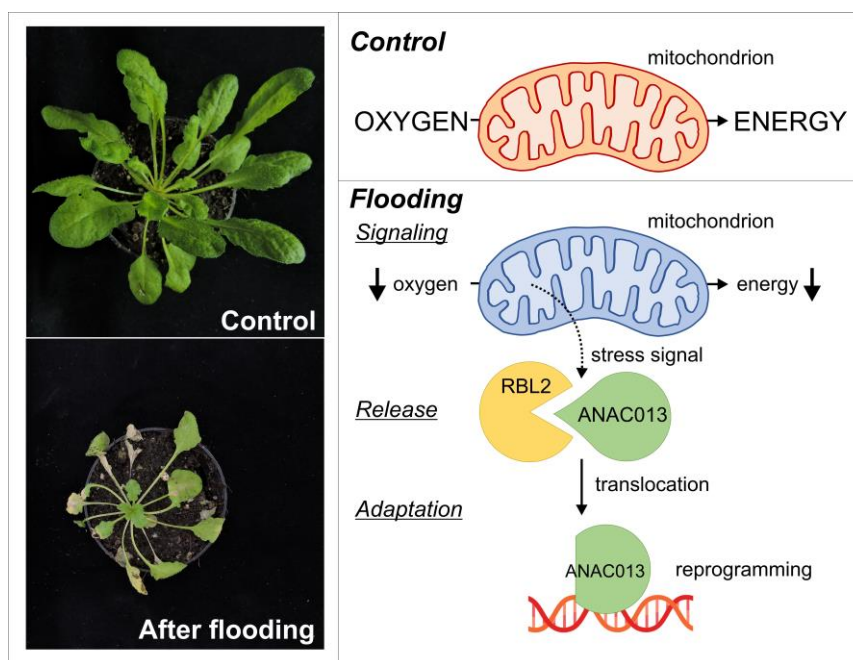 Control
After flooding
Control
mitochondrion
OXYGEN
ENERGY
Flooding
Signaling
mitochondrion
oxygen
energy
stress signal
RBL2
Release
ANAC013
translocation
Adaptation
ANAC013
reprogramming